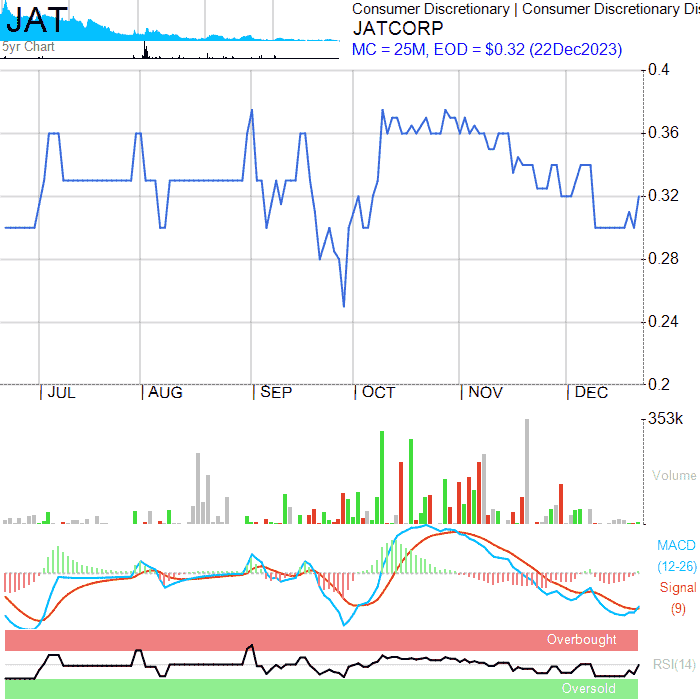 JAT
5yr Chart
Consumer Discretionary | Consumer Discretionary Dis
JATCORP
MC = 25M, EOD = $0.32 (22Dec2023)
0.4
0.36
0.32
0.28
0.24
0.2
| JUL | AUG | SEP | OCT | NOV | DEC
353k
Volume
MACD
(12-26)
Signal
(9)
Overbought
RSI(14)
Oversold